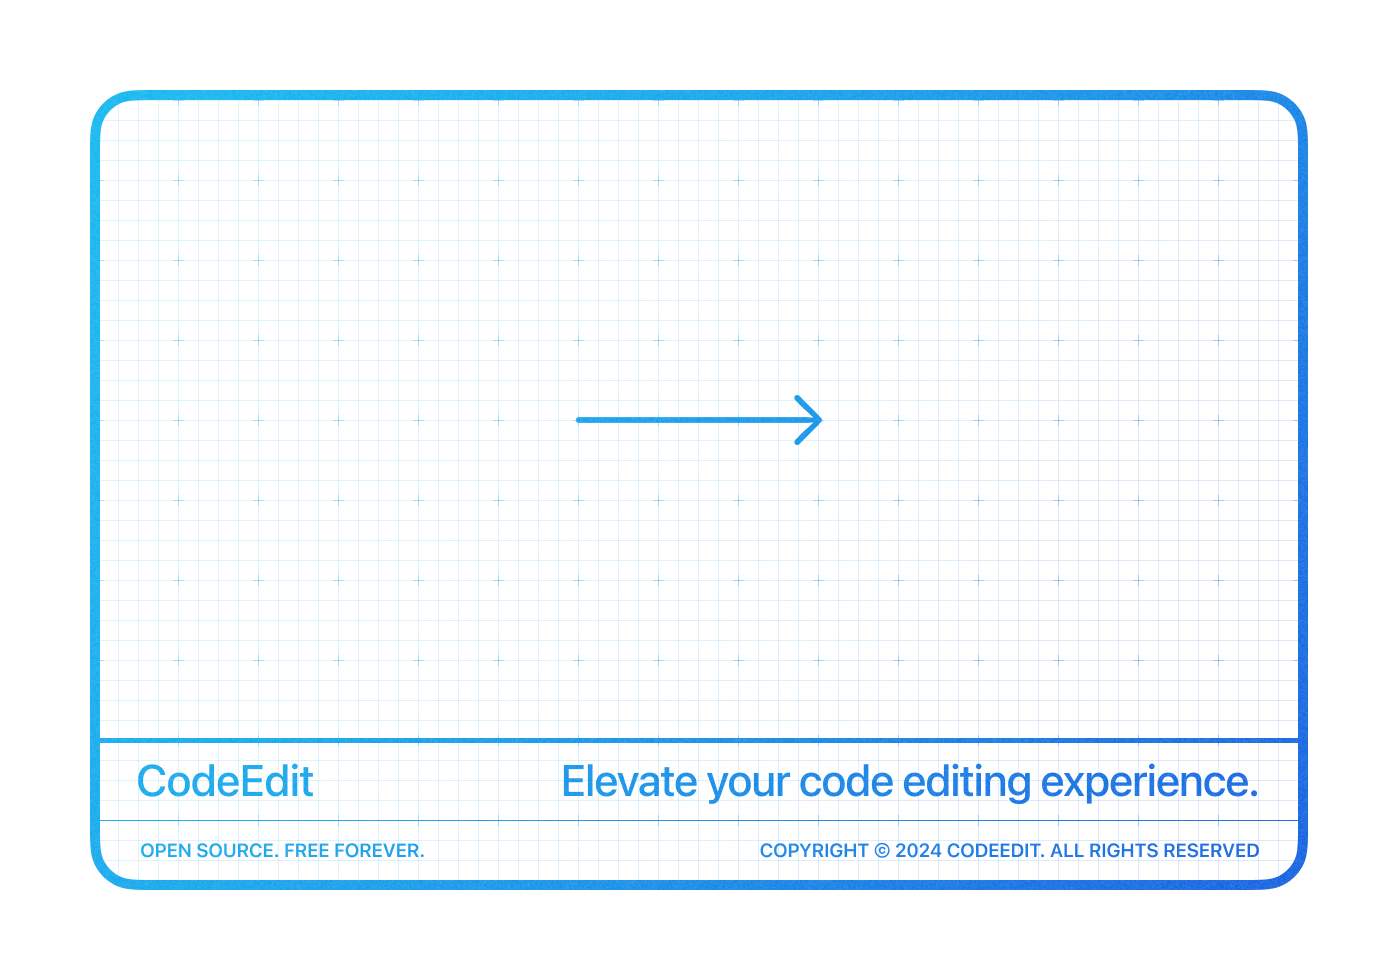 CodeEdit
Elevate your code editing experience.
OPEN SOURCE. FREE FOREVER.
COPYRIGHT © 2024 CODEEDIT. ALL RIGHTS RESERVED